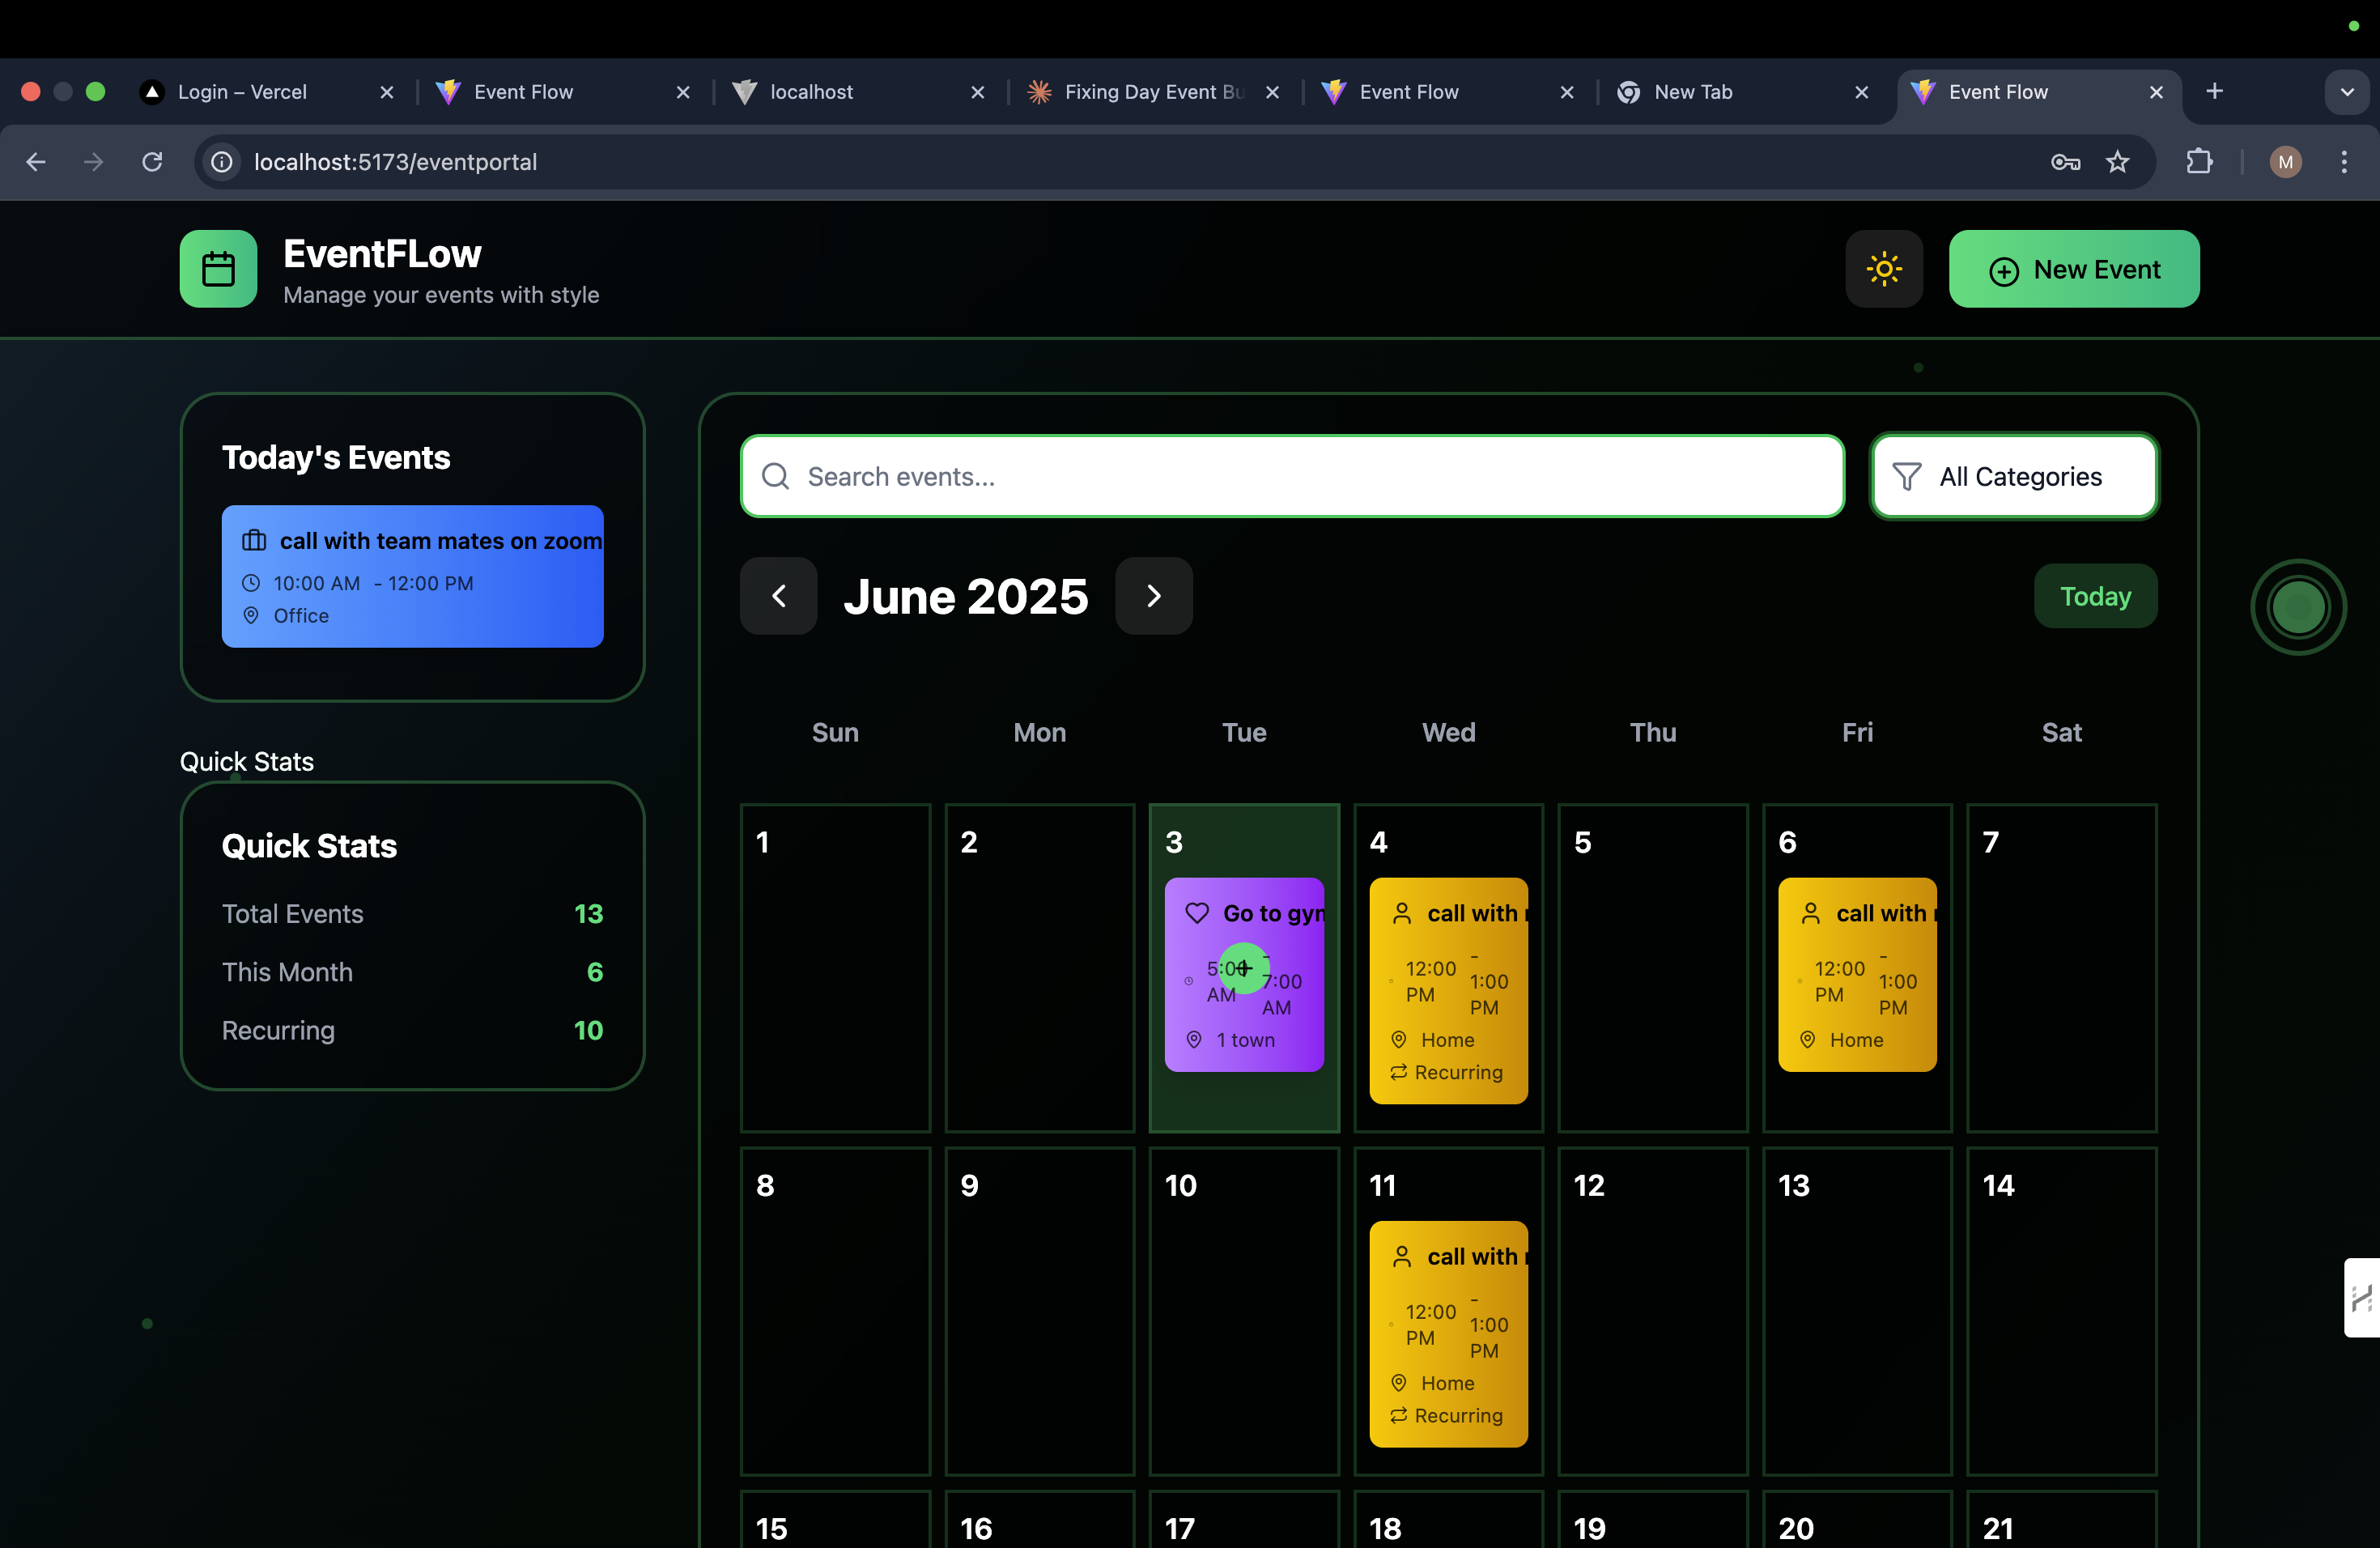 Login – Vercel
Event Flow
localhost
Fixing Day Event Bu
Event Flow
New Tab
Event Flow
localhost:5173/eventportal
M
EventFLow
Manage your events with style
New Event
Today's Events
call with team mates on zoom
10:00 AM - 12:00 PM
Office
Quick Stats
Quick Stats
Total Events 13
This Month 6
Recurring 10
Search events...
All Categories
June 2025
Today
Sun Mon Tue Wed Thu Fri Sat
1
2
3
Go to gym
5:00 AM - 7:00 AM
1 town
4
call with
12:00 PM - 1:00 PM
Home
Recurring
5
6
call with
12:00 PM - 1:00 PM
Home
7
8
9
10
11
call with
12:00 PM - 1:00 PM
Home
Recurring
12
13
14
15
16
17
18
19
20
21